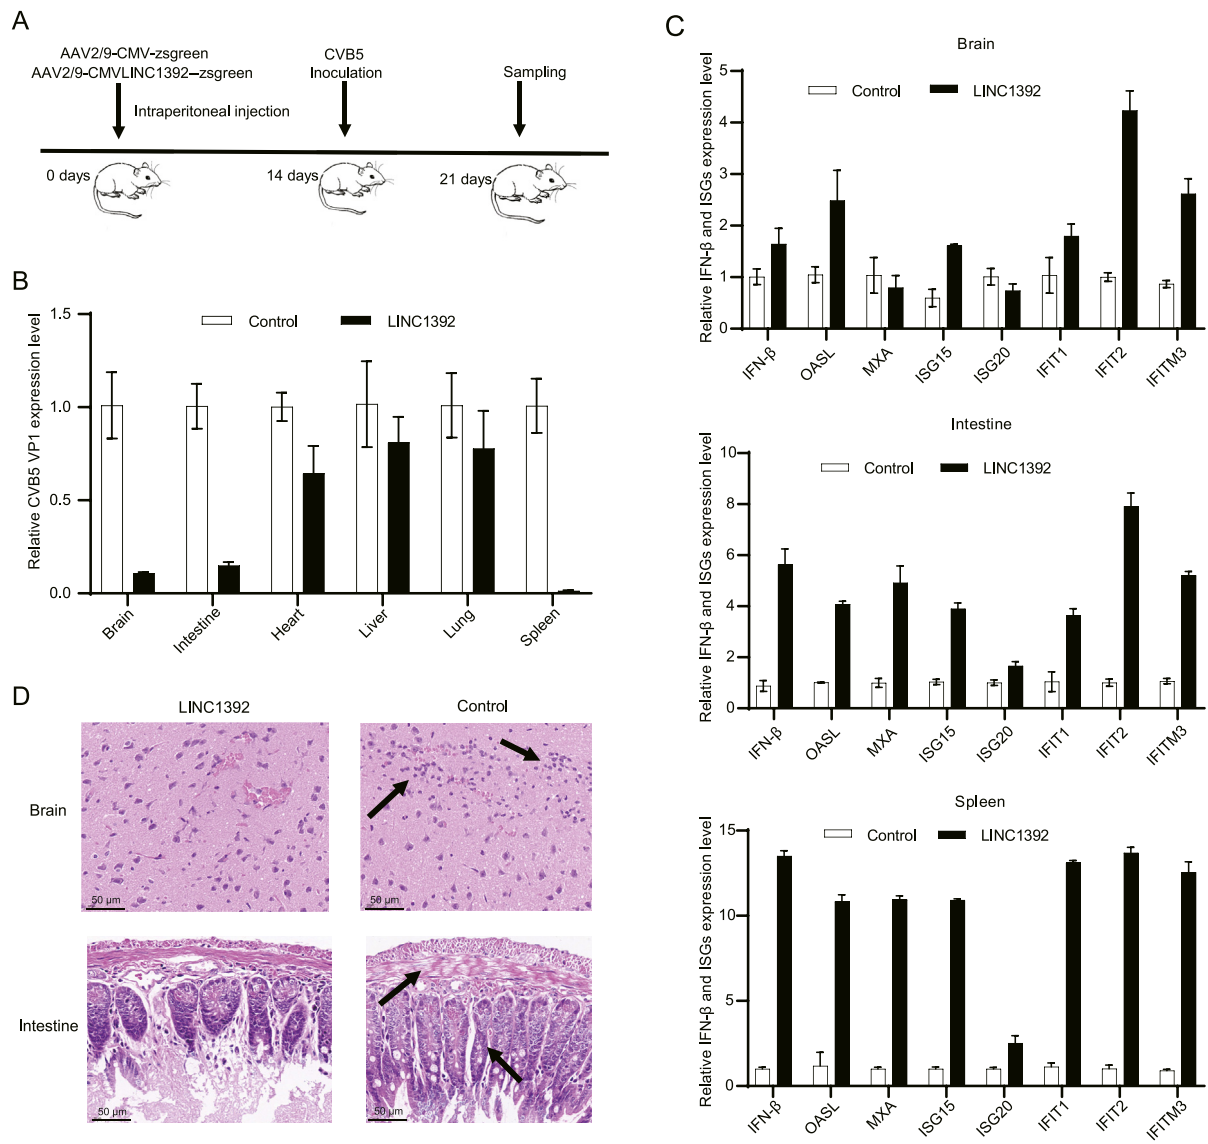 A
AAV2/9-CMV-zsgreen
AAV2/9-CMVLINC1392–zsgreen
CVB5
Inoculation
Sampling
Intraperitoneal injection
0 days
14 days
21 days
B
Relative CVB5 VP1 expression level
1.5
1.0
0.5
0.0
Control
LINC1392
Brain
Intestine
Heart
Liver
Lung
Spleen
C
Brain
Relative IFN-β and ISGs expression level
5
4
3
2
1
0
Control
LINC1392
IFN-β
OASL
MXA
ISG15
ISG20
IFIT1
IFIT2
IFITM3
Intestine
Relative IFN-β and ISGs expression level
10
8
6
4
2
0
Control
LINC1392
IFN-β
OASL
MXA
ISG15
ISG20
IFIT1
IFIT2
IFITM3
Spleen
Relative IFN-β and ISGs expression level
15
10
5
0
Control
LINC1392
IFN-β
OASL
MXA
ISG15
ISG20
IFIT1
IFIT2
IFITM3
D
LINC1392
Control
Brain
50 μm
50 μm
Intestine
50 μm
50 μm